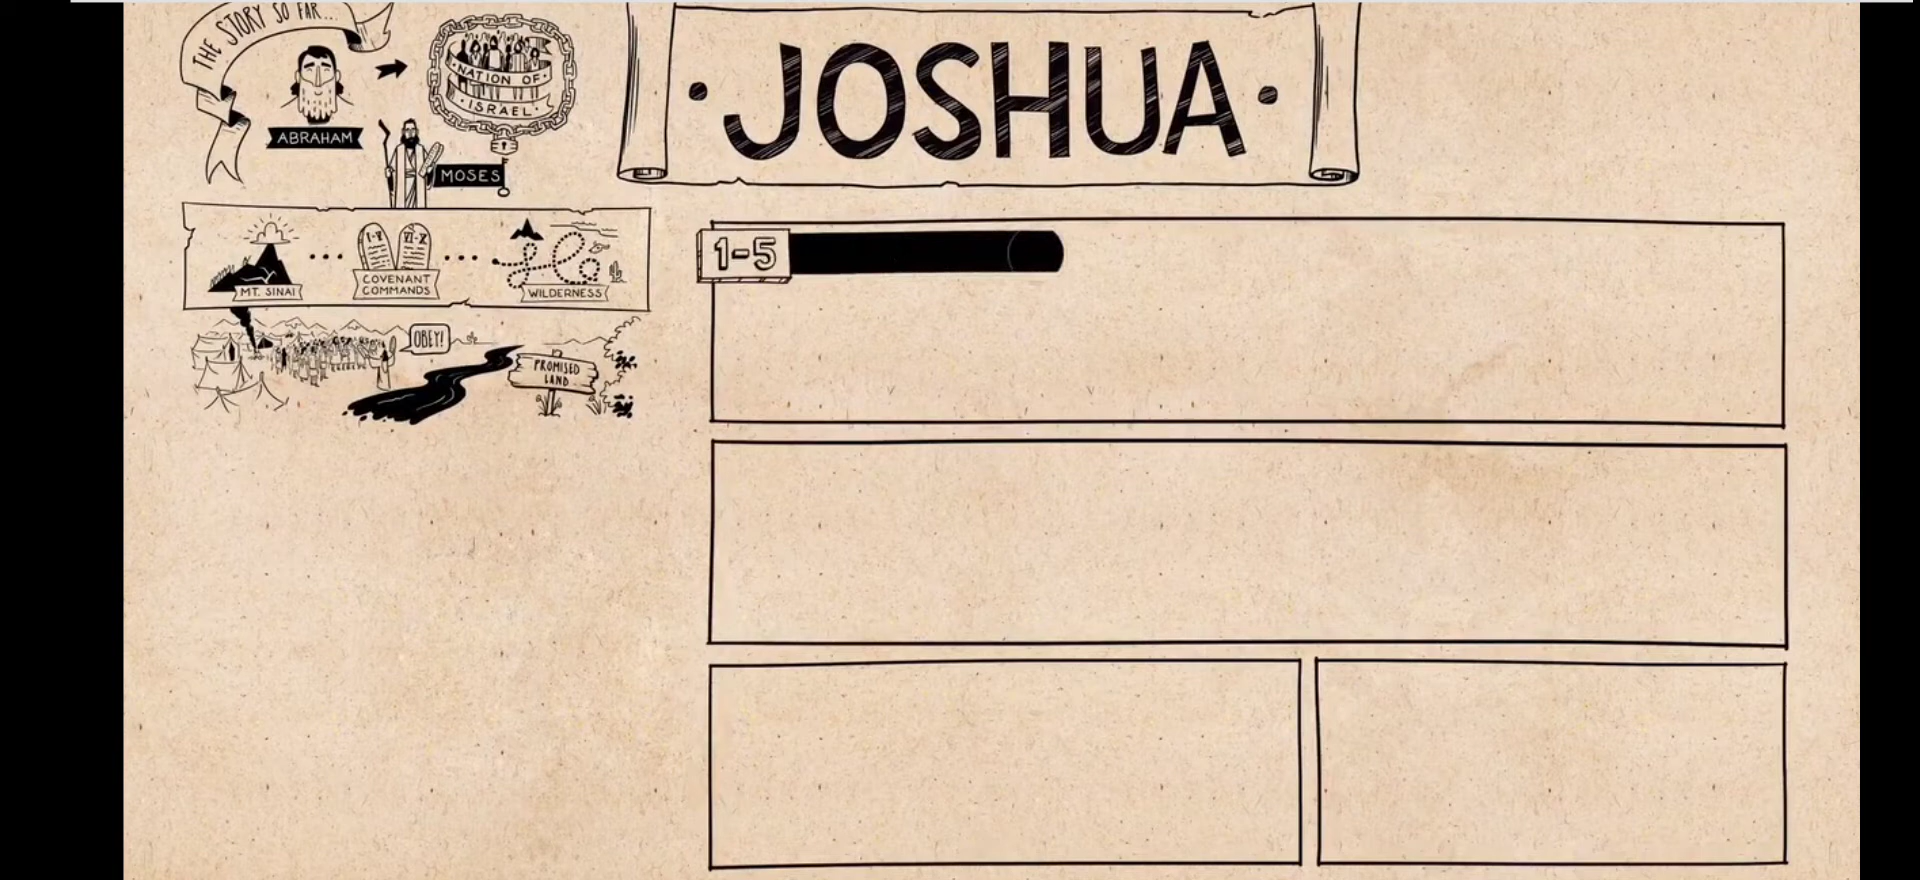 THE STORY SO FAR...
ABRAHAM
NATION OF
ISRAEL
MOSES
JOSHUA
MT. SINAI
I-V
VI-X
COVENANT
COMMANDS
WILDERNESS
OBEY!
PROMISED
LAND
1-5